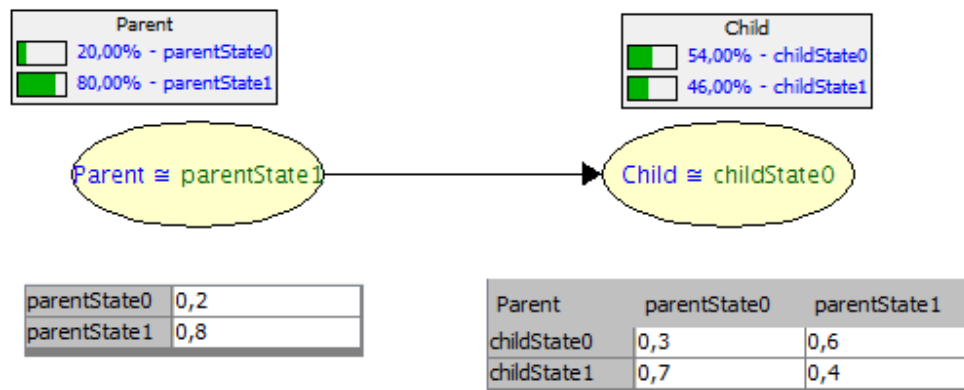 Parent
20,00% - parentState0
80,00% - parentState1
Child
54,00% - childState0
46,00% - childState1
Parent ≅ parentState1
Child ≅ childState0
parentState0 0,2
parentState1 0,8
Parent parentState0 parentState1
childState0 0,3 0,6
childState1 0,7 0,4